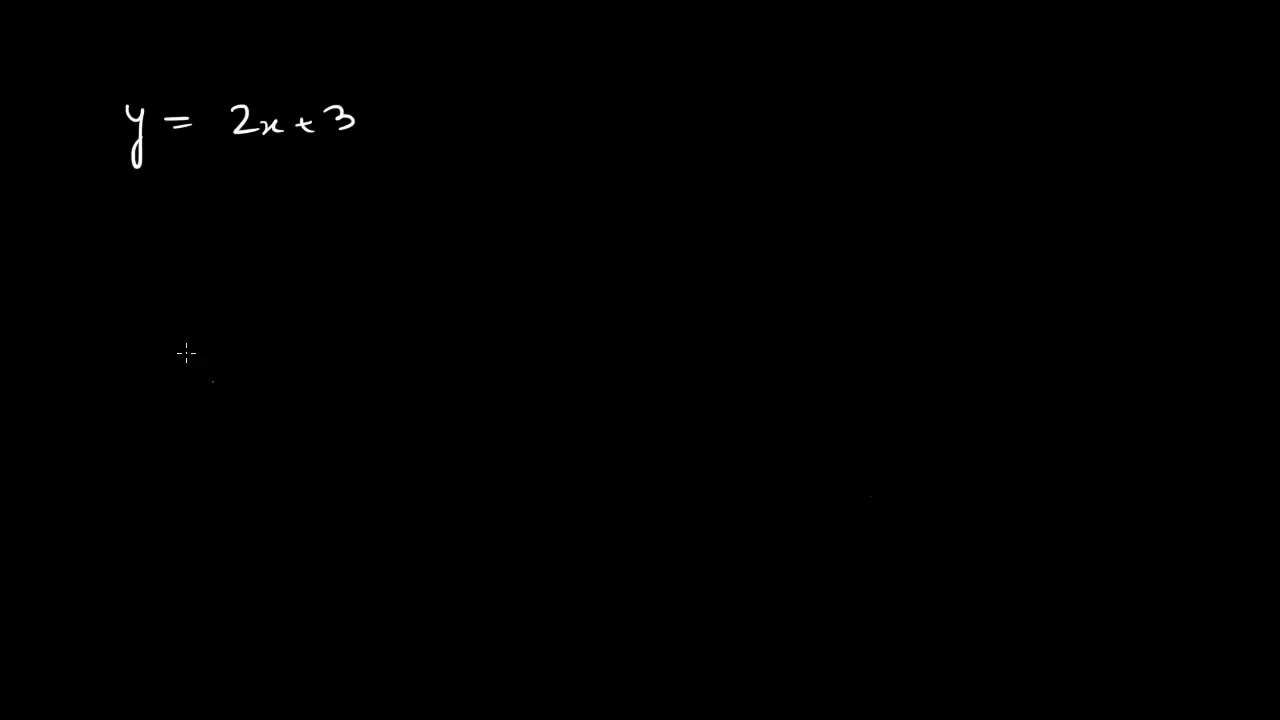 y = 2x + 3